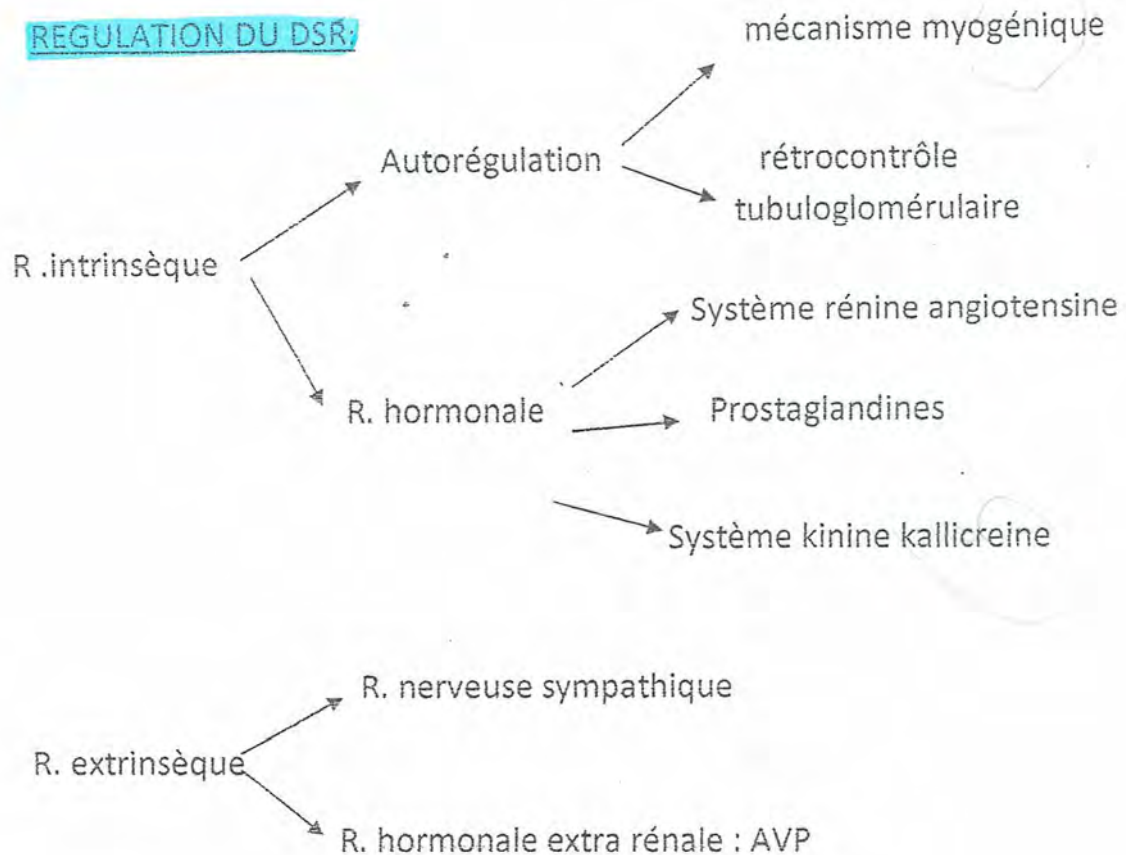 REGULATION DU DSR:
mécanisme myogénique
Autorégulation
rétrocontrôle
tubuloglomérulaire
R .intrinsèque
Système rénine angiotensine
R. hormonale
Prostaglandines
Système kinine kallicreine
R. nerveuse sympathique
R. extrinsèque
R. hormonale extra rénale : AVP